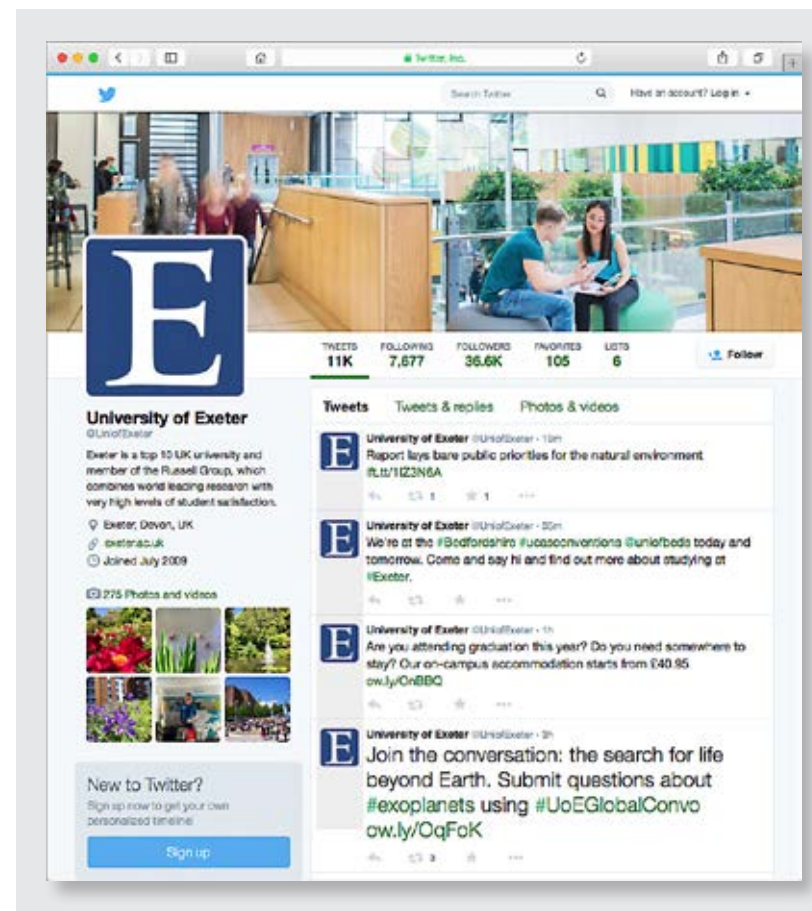 Twitter, Inc.
Search Twitter
Have an account? Log in
E
TWEETS FOLLOWING FOLLOWERS FAVORITES LISTS
11K 7,677 36.6K 105 6
Follow
University of Exeter
@UniofExeter
Exeter is a top 10 UK university and
member of the Russell Group, which
combines world leading research with
very high levels of student satisfaction.
Exeter, Devon, UK
exeter.ac.uk
Joined July 2009
275 Photos and videos
New to Twitter?
Sign up now to get your own
personalized timeline!
Sign up
Tweets Tweets & replies Photos & videos
E
University of Exeter @UniofExeter
Report lays bare public priorities for the natural environment
ift.tt/1IZ3N6A
1 1
E
University of Exeter @UniofExeter
We're at the #Bedfordshire #ucasconventions @uniofbeds today and
tomorrow. Come and say hi and find out more about studying at
#Exeter.
E
University of Exeter @UniofExeter · 1h
Are you attending graduation this year? Do you need somewhere to
stay? Our on-campus accommodation starts from £40.95
ow.ly/OnBBQ
E
University of Exeter @UniofExeter
Join the conversation: the search for life
beyond Earth. Submit questions about
#exoplanets using #UoEGlobalConvo
ow.ly/OqFoK
3